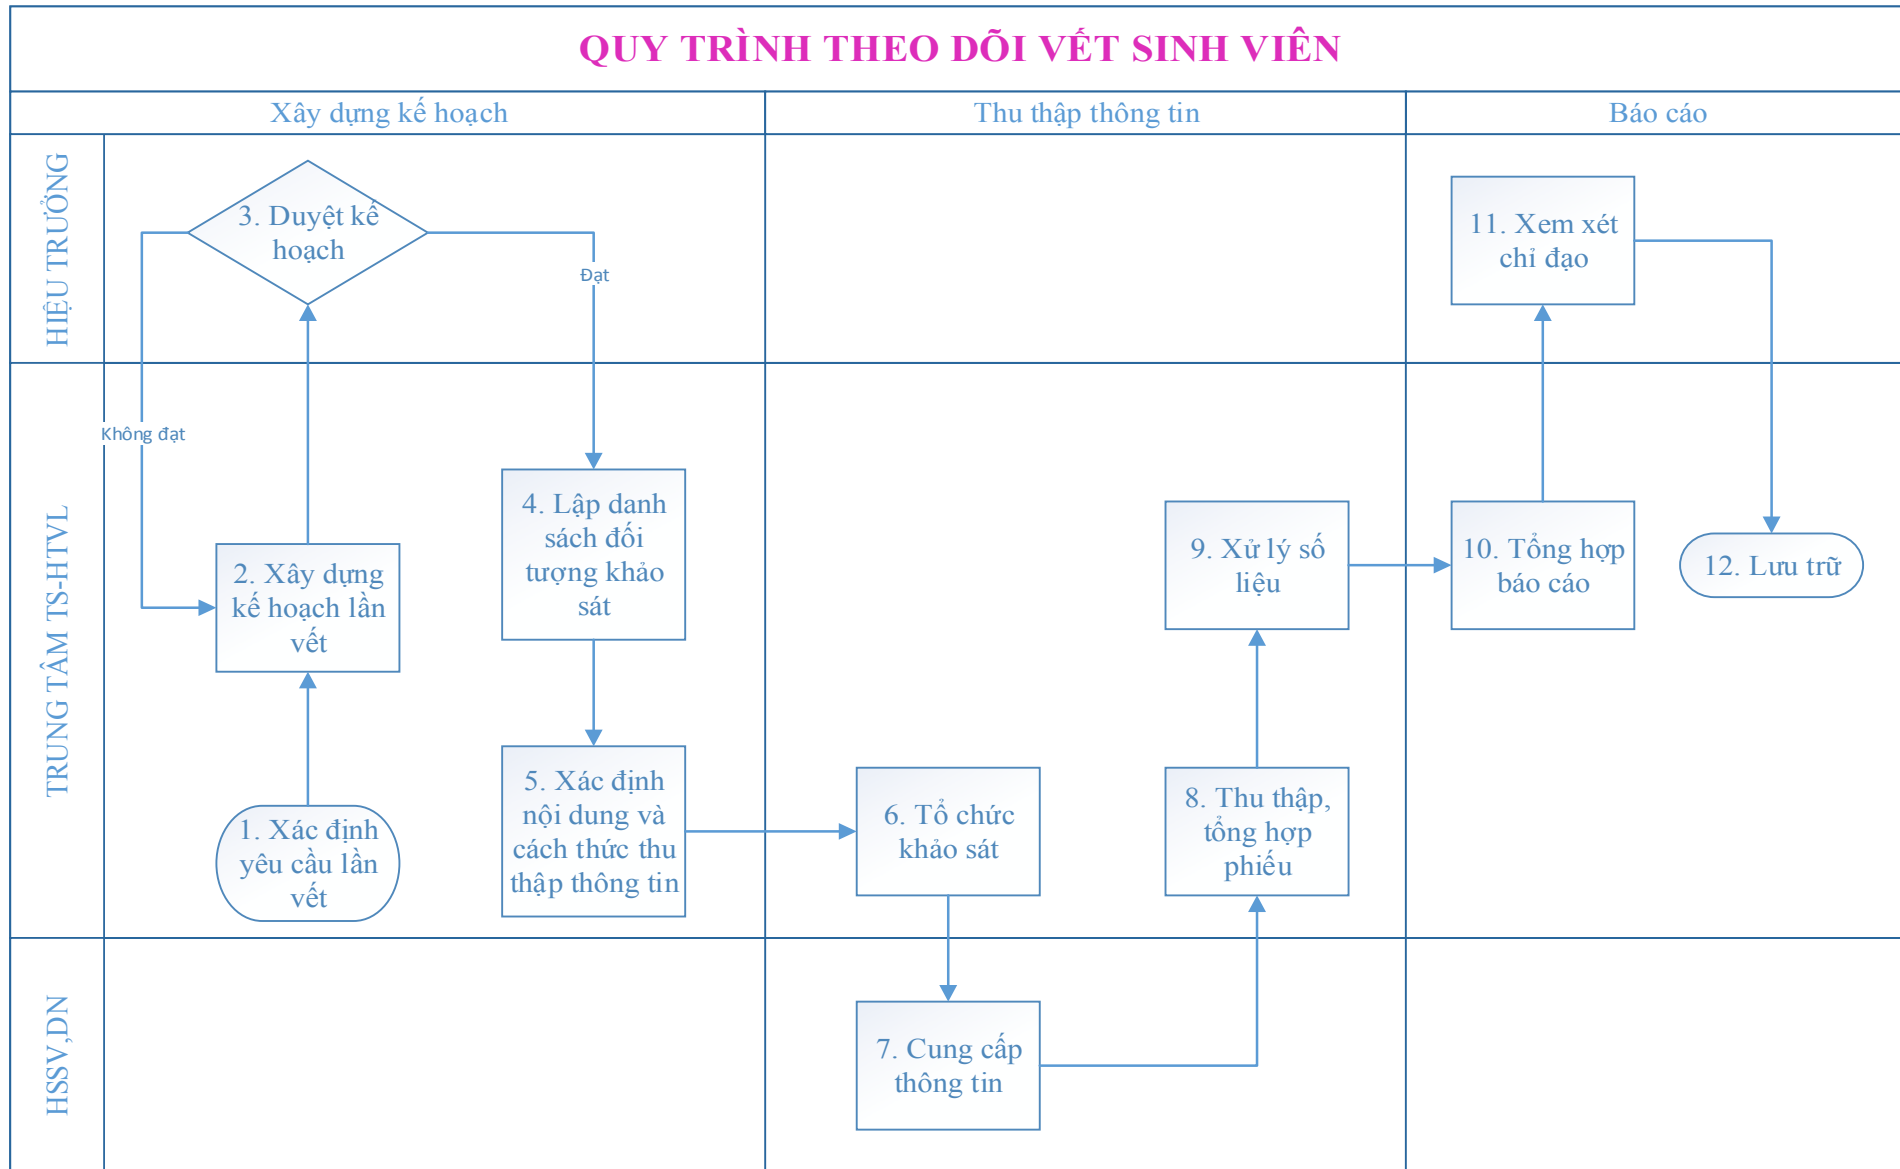 QUY TRÌNH THEO DÕI VẾT SINH VIÊN
Xây dựng kế hoạch
Thu thập thông tin
Báo cáo
HIỆU TRƯỞNG
3. Duyệt kế
hoạch
Đạt
Không đạt
11. Xem xét
chỉ đạo
TRUNG TÂM TS-HTVL
1. Xác định
yêu cầu lần
vết
2. Xây dựng
kế hoạch lần
vết
4. Lập danh
sách đối
tượng khảo
sát
5. Xác định
nội dung và
cách thức thu
thập thông tin
6. Tổ chức
khảo sát
8. Thu thập,
tổng hợp
phiếu
9. Xử lý số
liệu
10. Tổng hợp
báo cáo
12. Lưu trữ
HSSV,DN
7. Cung cấp
thông tin